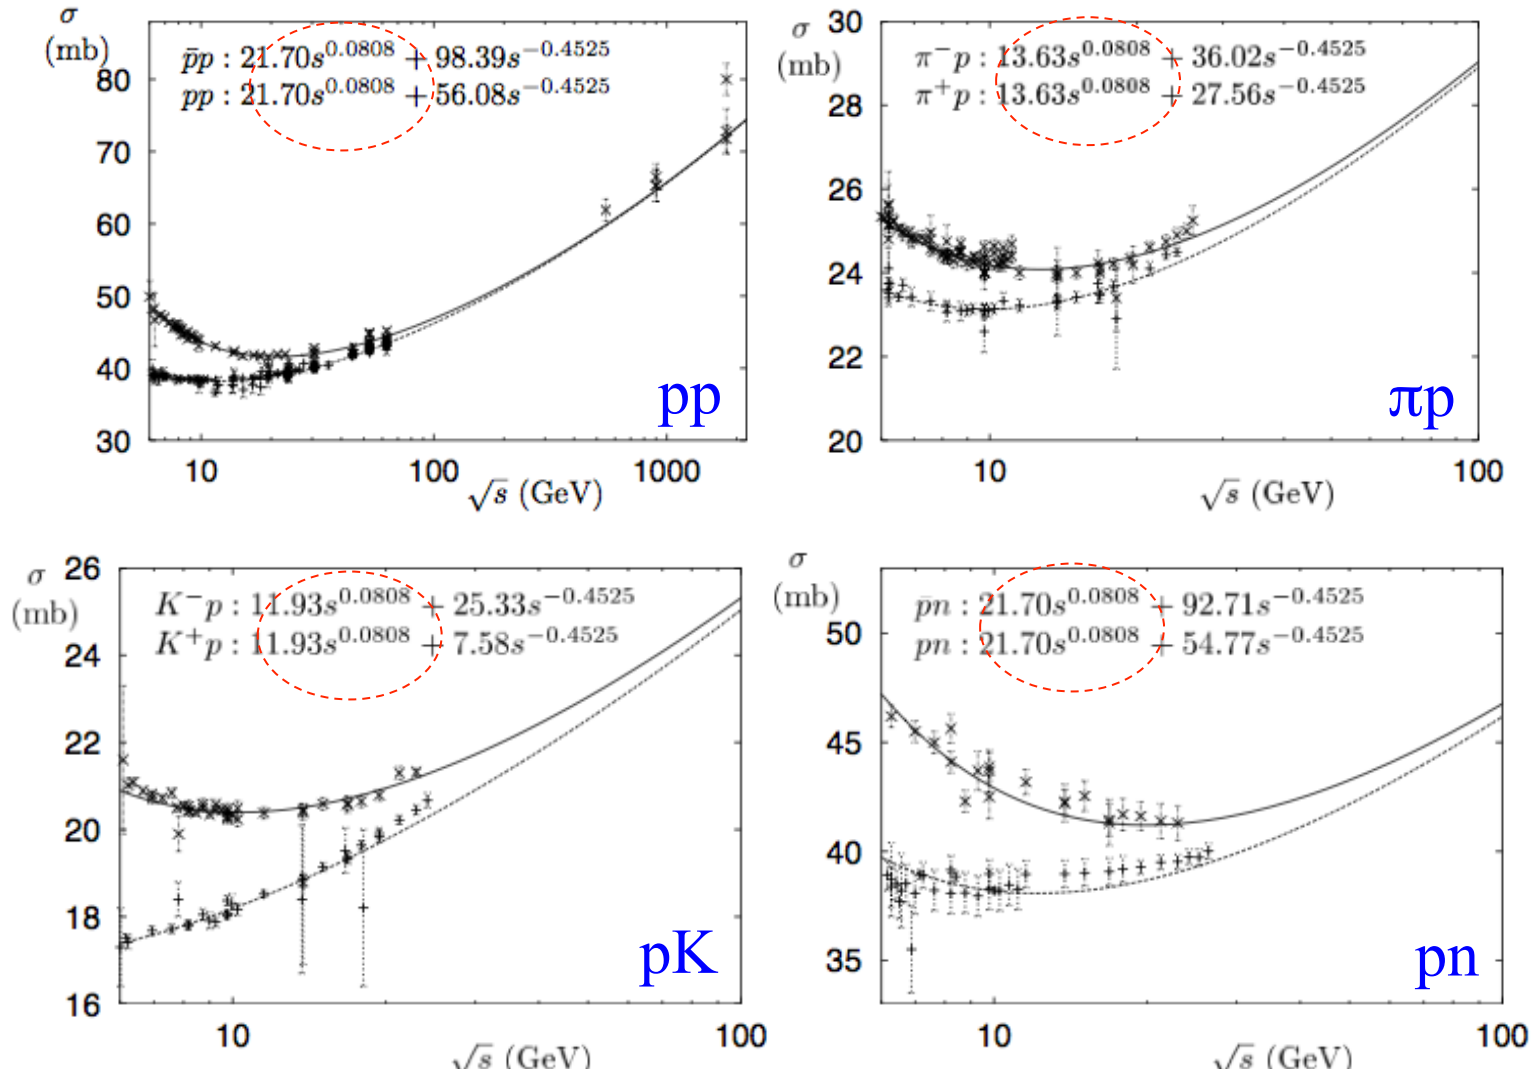 σ
(mb)
p̄p : 21.70s^0.0808 + 98.39s^−0.4525
pp : 21.70s^0.0808 + 56.08s^−0.4525
80
70
60
50
40
30
pp
10 100 1000
√s (GeV)
σ
(mb)
30
π⁻p : 13.63s^0.0808 + 36.02s^−0.4525
π⁺p : 13.63s^0.0808 + 27.56s^−0.4525
28
26
24
22
20
πp
10 100
√s (GeV)
σ
(mb)
26
K⁻p : 11.93s^0.0808 + 25.33s^−0.4525
K⁺p : 11.93s^0.0808 + 7.58s^−0.4525
24
22
20
18
16
pK
10 100
√s (GeV)
σ
(mb)
p̄n : 21.70s^0.0808 + 92.71s^−0.4525
pn : 21.70s^0.0808 + 54.77s^−0.4525
50
45
40
35
pn
10 100
√s (GeV)